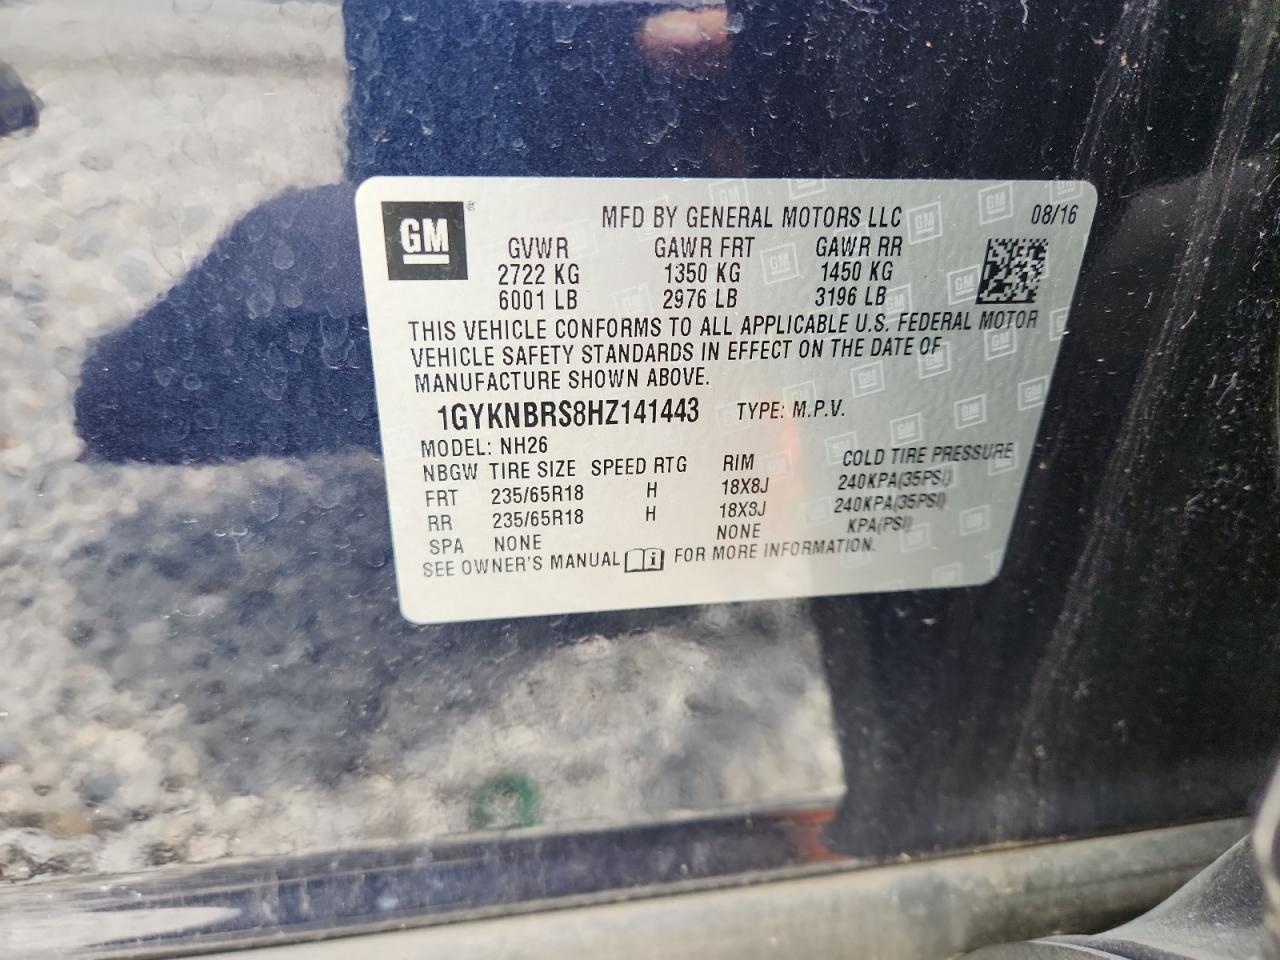 GM ®
MFD BY GENERAL MOTORS LLC 08/16
GVWR GAWR FRT GAWR RR
2722 KG 1350 KG 1450 KG
6001 LB 2976 LB 3196 LB
THIS VEHICLE CONFORMS TO ALL APPLICABLE U.S. FEDERAL MOTOR
VEHICLE SAFETY STANDARDS IN EFFECT ON THE DATE OF
MANUFACTURE SHOWN ABOVE.
1GYKNBRS8HZ141443 TYPE: M.P.V.
MODEL: NH26
NBGW TIRE SIZE SPEED RTG RIM COLD TIRE PRESSURE
FRT 235/65R18 H 18X8J 240KPA(35PSI)
RR 235/65R18 H 18X8J 240KPA(35PSI)
SPA NONE NONE KPA(PSI)
SEE OWNER'S MANUAL i FOR MORE INFORMATION.